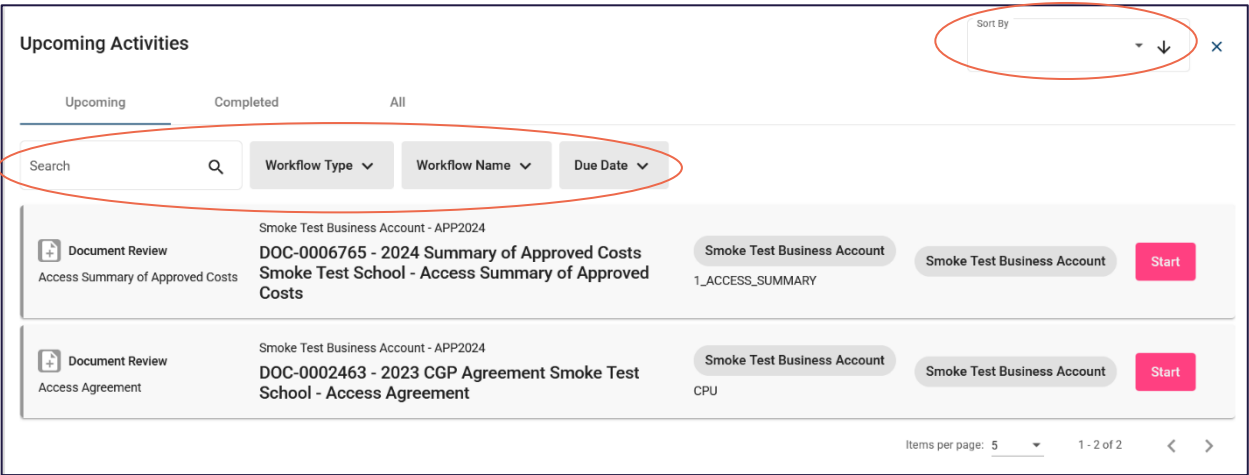 Sort By
Upcoming Activities
Upcoming Completed All
Search Workflow Type Workflow Name Due Date
Smoke Test Business Account - APP2024
Document Review
Access Summary of Approved Costs
DOC-0006765 - 2024 Summary of Approved Costs
Smoke Test School - Access Summary of Approved
Costs
Smoke Test Business Account
1_ACCESS_SUMMARY
Smoke Test Business Account
Start
Smoke Test Business Account - APP2024
Document Review
Access Agreement
DOC-0002463 - 2023 CGP Agreement Smoke Test
School - Access Agreement
Smoke Test Business Account
CPU
Smoke Test Business Account
Start
Items per page: 5 1 - 2 of 2